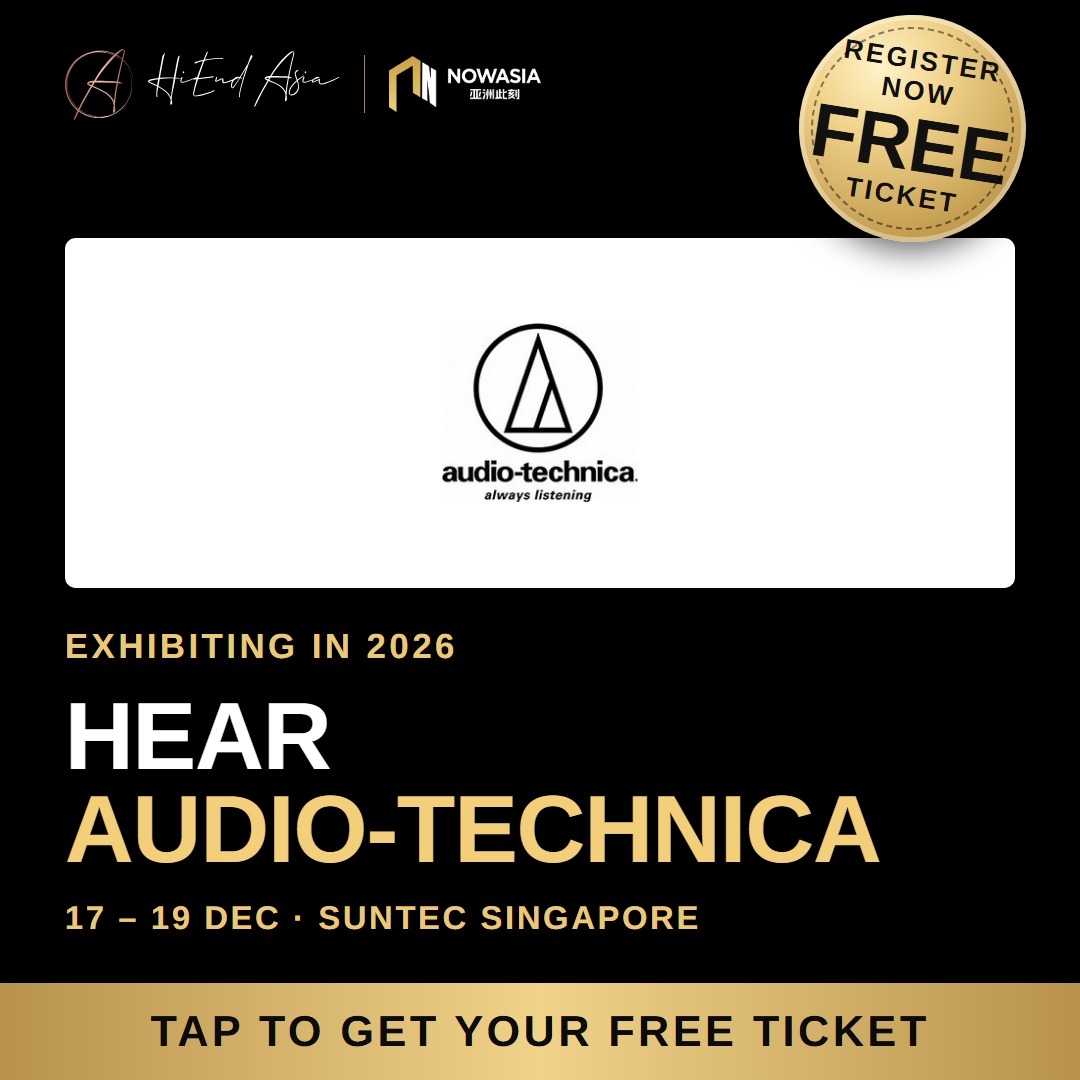 HiEnd Asia
NOWASIA
亚洲此刻
REGISTER
NOW
FREE
TICKET
audio-technica.
always listening
EXHIBITING IN 2026
HEAR
AUDIO-TECHNICA
17 – 19 DEC · SUNTEC SINGAPORE
TAP TO GET YOUR FREE TICKET